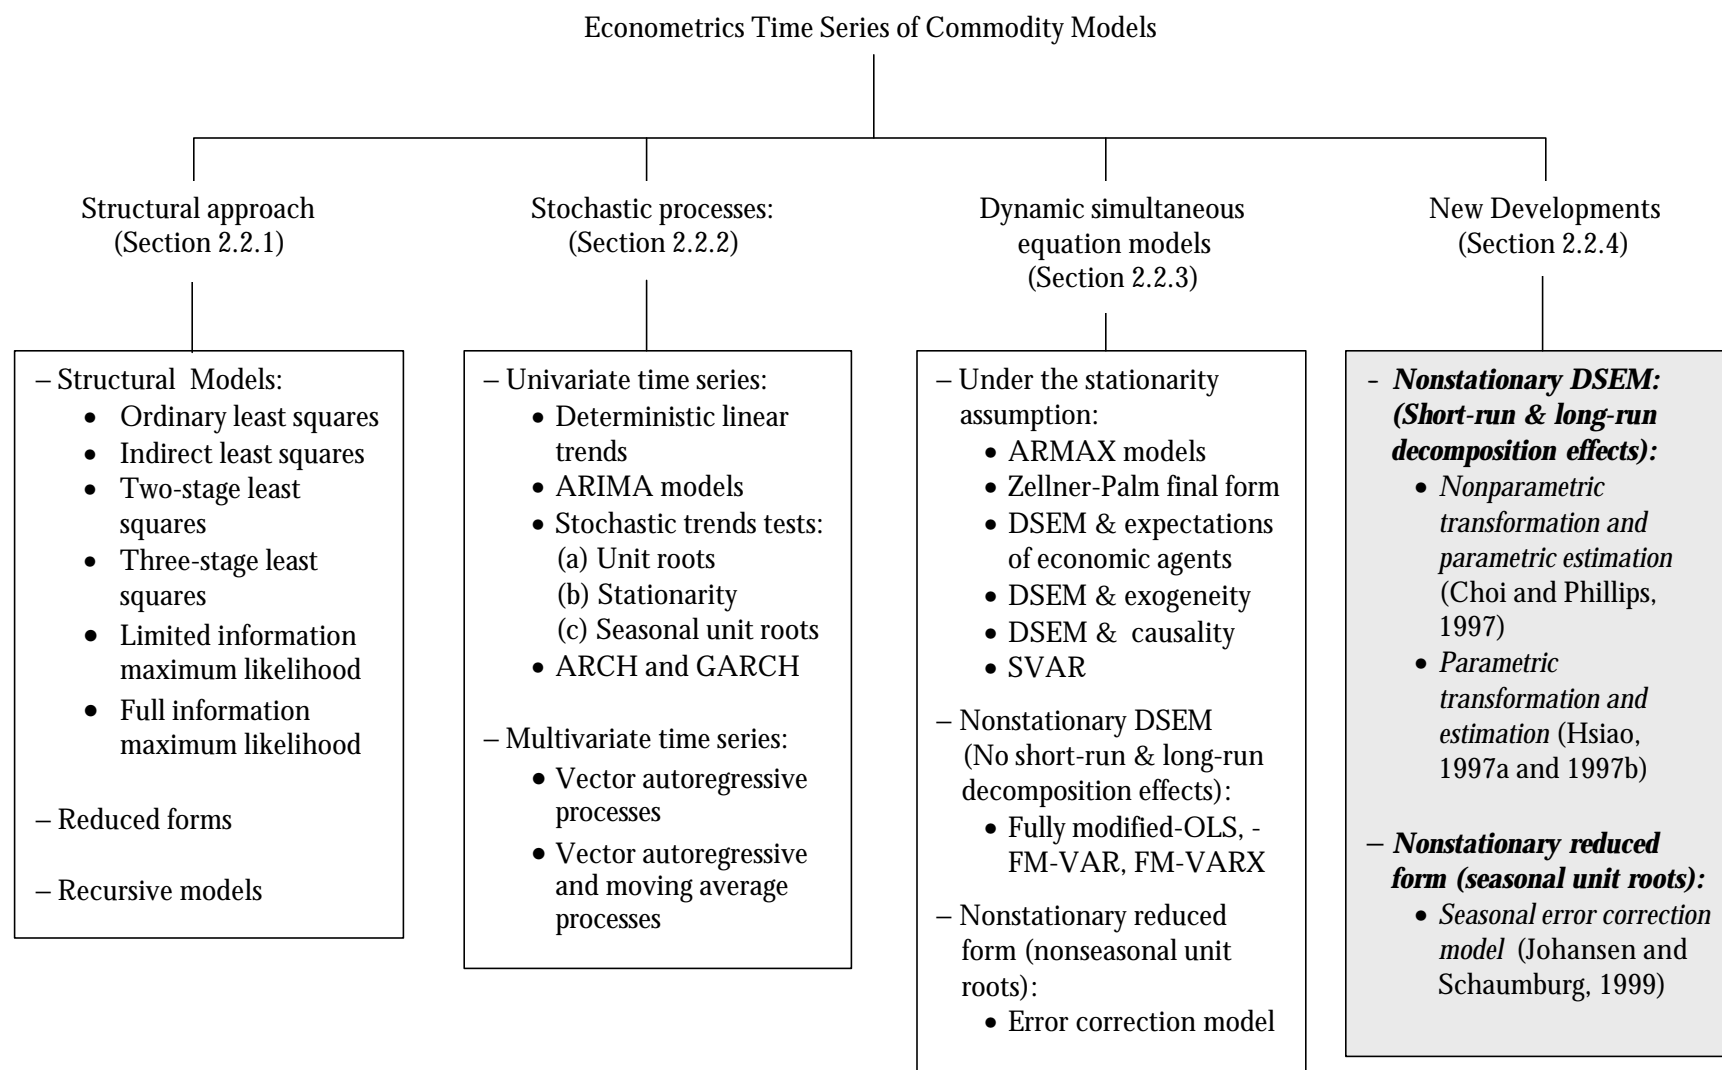 Econometrics Time Series of Commodity Models
Structural approach
(Section 2.2.1)
– Structural Models:
• Ordinary least squares
• Indirect least squares
• Two-stage least
squares
• Three-stage least
squares
• Limited information
maximum likelihood
• Full information
maximum likelihood
– Reduced forms
– Recursive models
Stochastic processes:
(Section 2.2.2)
– Univariate time series:
• Deterministic linear
trends
• ARIMA models
• Stochastic trends tests:
(a) Unit roots
(b) Stationarity
(c) Seasonal unit roots
• ARCH and GARCH
– Multivariate time series:
• Vector autoregressive
processes
• Vector autoregressive
and moving average
processes
Dynamic simultaneous
equation models
(Section 2.2.3)
– Under the stationarity
assumption:
• ARMAX models
• Zellner-Palm final form
• DSEM & expectations
of economic agents
• DSEM & exogeneity
• DSEM & causality
• SVAR
– Nonstationary DSEM
(No short-run & long-run
decomposition effects):
• Fully modified-OLS, -
FM-VAR, FM-VARX
– Nonstationary reduced
form (nonseasonal unit
roots):
• Error correction model
New Developments
(Section 2.2.4)
- Nonstationary DSEM:
(Short-run & long-run
decomposition effects):
• Nonparametric
transformation and
parametric estimation
(Choi and Phillips,
1997)
• Parametric
transformation and
estimation (Hsiao,
1997a and 1997b)
– Nonstationary reduced
form (seasonal unit roots):
• Seasonal error correction
model (Johansen and
Schaumburg, 1999)